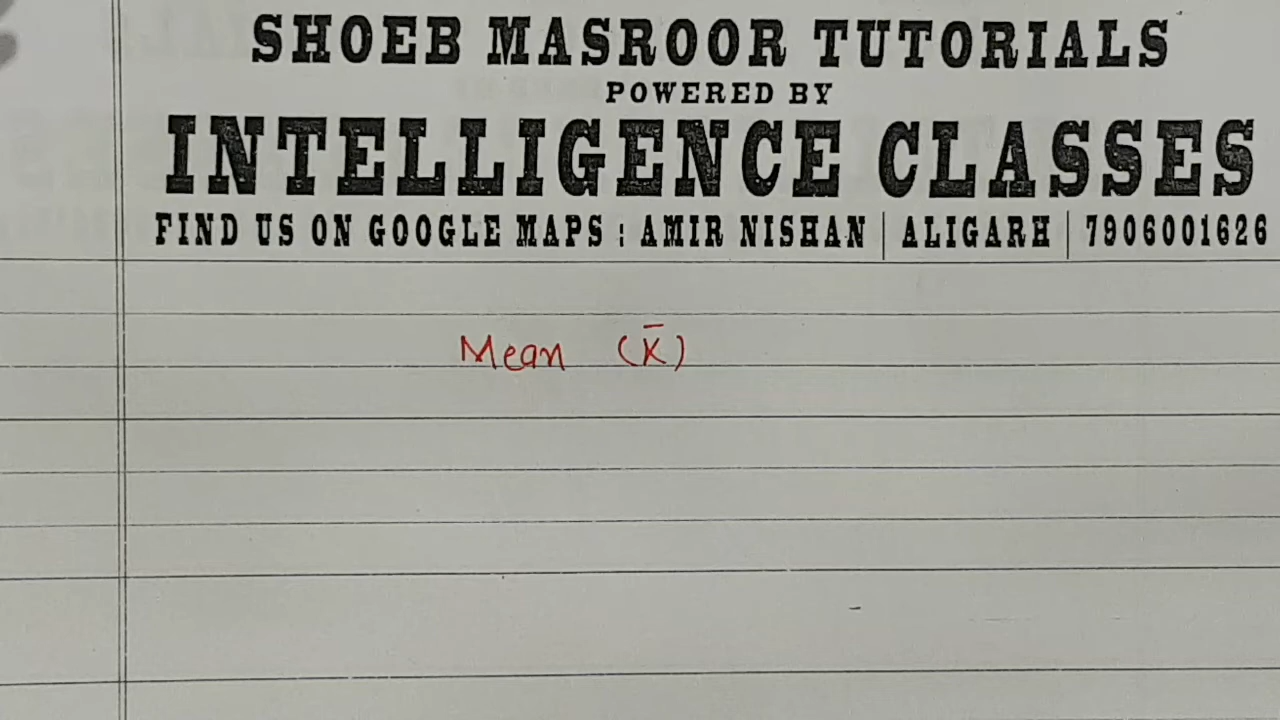 SHOEB MASROOR TUTORIALS
POWERED BY
INTELLIGENCE CLASSES
FIND US ON GOOGLE MAPS : AMIR NISHAN | ALIGARH | 7906001626
Mean (x̄)